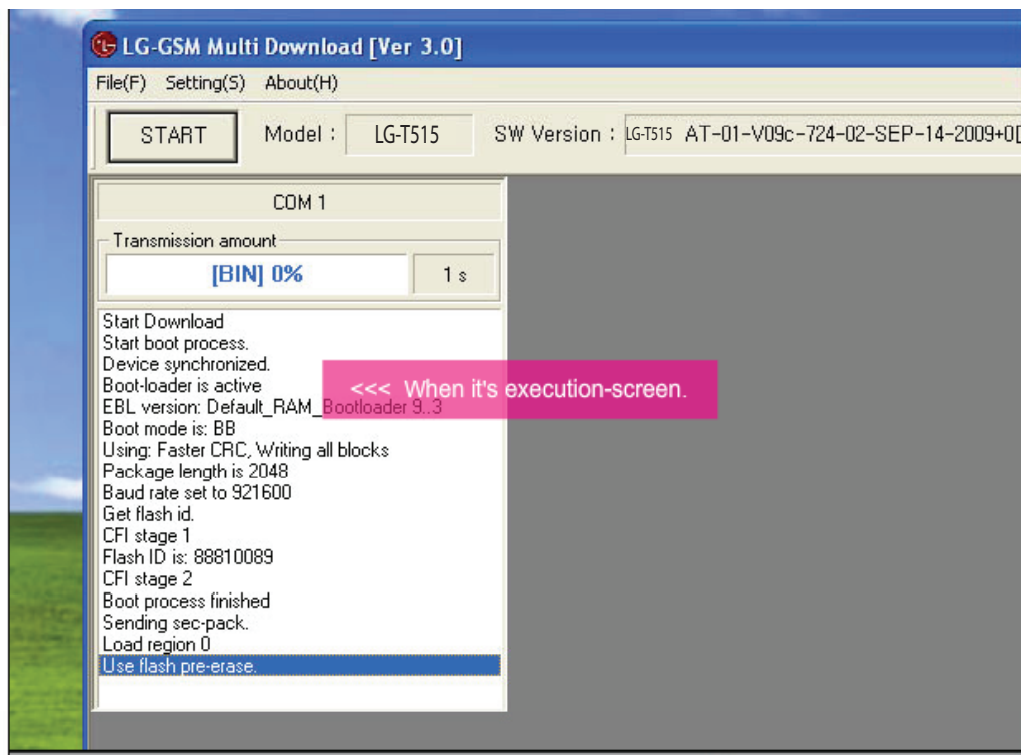 LG-GSM Multi Download [Ver 3.0]
File(F) Setting(S) About(H)
START Model : LG-T515 SW Version : LG-T515 AT-01-V09c-724-02-SEP-14-2009+0
COM 1
Transmission amount
[BIN] 0% 1 s
Start Download
Start boot process.
Device synchronized.
Boot-loader is active
<<< When it's execution-screen.
EBL version: Default_RAM_Bootloader 9..3
Boot mode is: BB
Using: Faster CRC, Writing all blocks
Package length is 2048
Baud rate set to 921600
Get flash id.
CFI stage 1
Flash ID is: 88810089
CFI stage 2
Boot process finished
Sending sec-pack.
Load region 0
Use flash pre-erase.